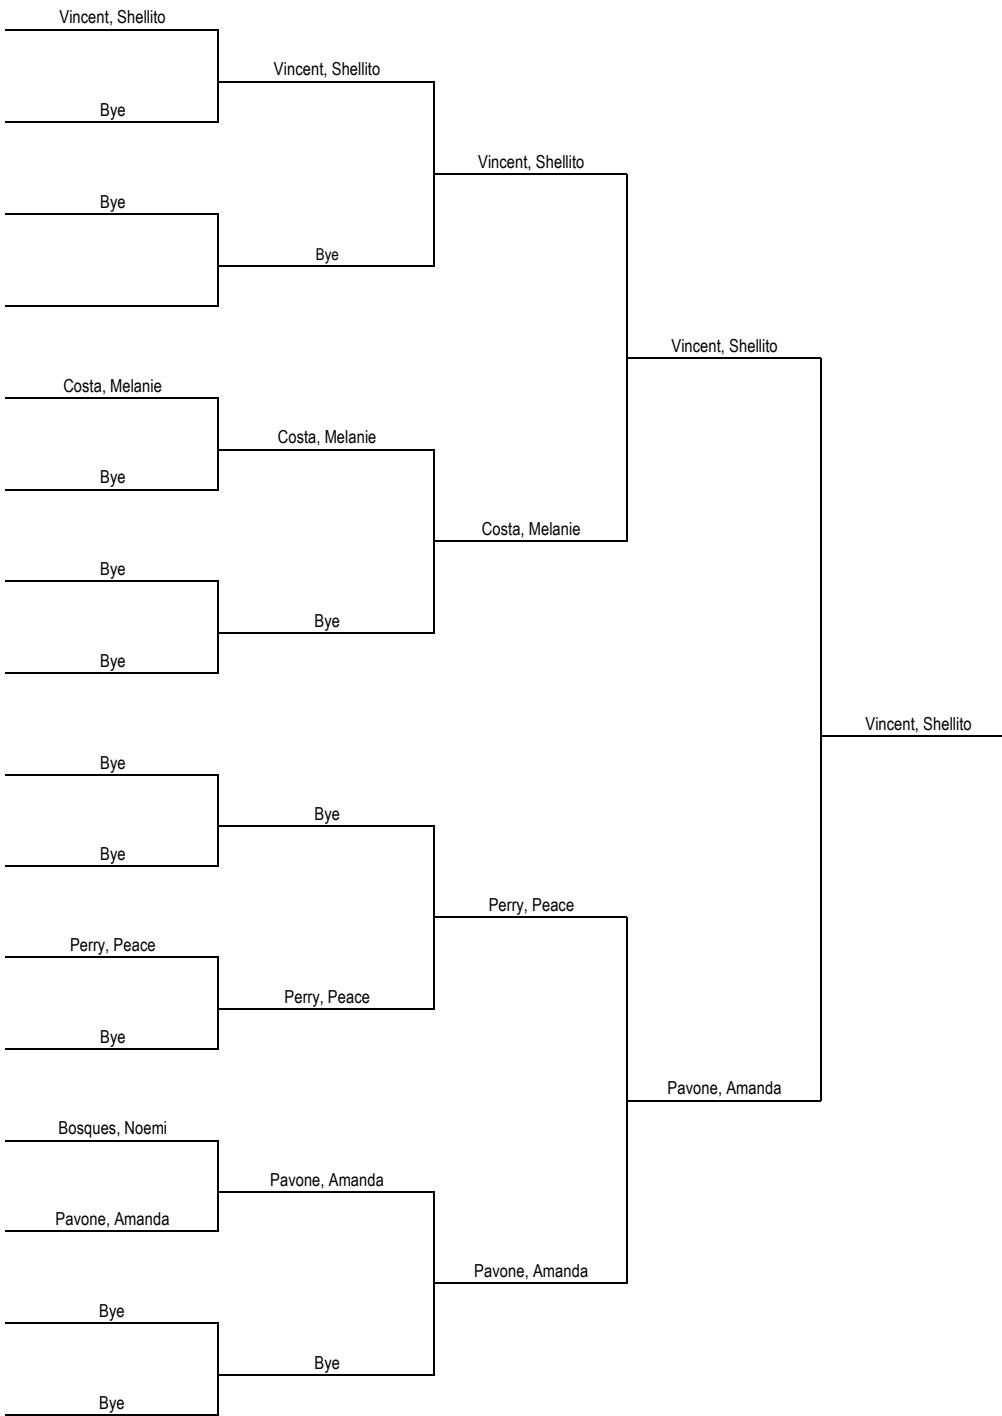 Vincent, Shellito
Vincent, Shellito
Bye
Vincent, Shellito
Bye
Bye
Vincent, Shellito
Costa, Melanie
Costa, Melanie
Bye
Costa, Melanie
Bye
Bye
Bye
Vincent, Shellito
Bye
Bye
Bye
Perry, Peace
Perry, Peace
Perry, Peace
Bye
Pavone, Amanda
Bosques, Noemi
Pavone, Amanda
Pavone, Amanda
Pavone, Amanda
Bye
Bye
Bye